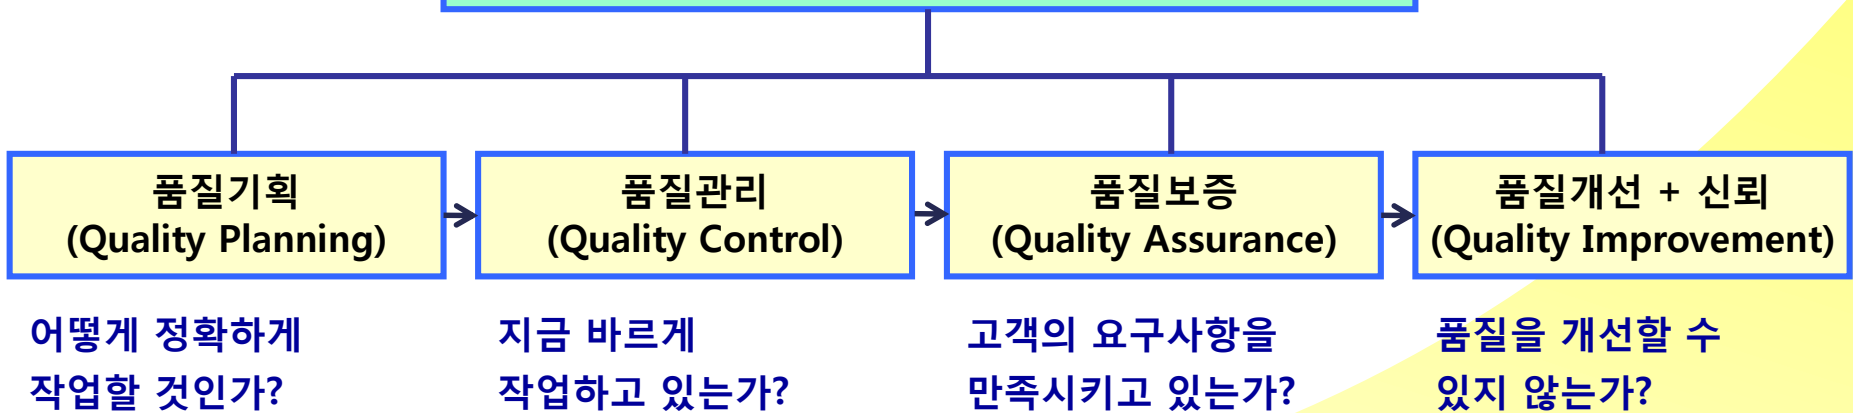 품질기획
(Quality Planning)
품질관리
(Quality Control)
품질보증
(Quality Assurance)
품질개선 + 신뢰
(Quality Improvement)
어떻게 정확하게
작업할 것인가?
지금 바르게
작업하고 있는가?
고객의 요구사항을
만족시키고 있는가?
품질을 개선할 수
있지 않는가?